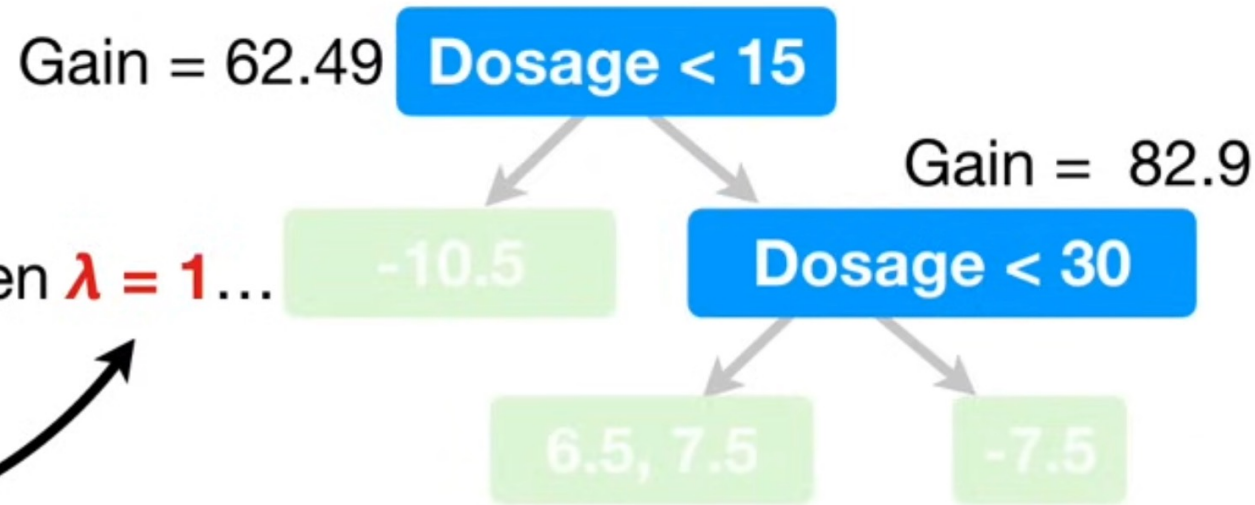 Gain = 62.49
Dosage < 15
Gain = 82.9
en λ = 1...
-10.5
Dosage < 30
6.5, 7.5
-7.5